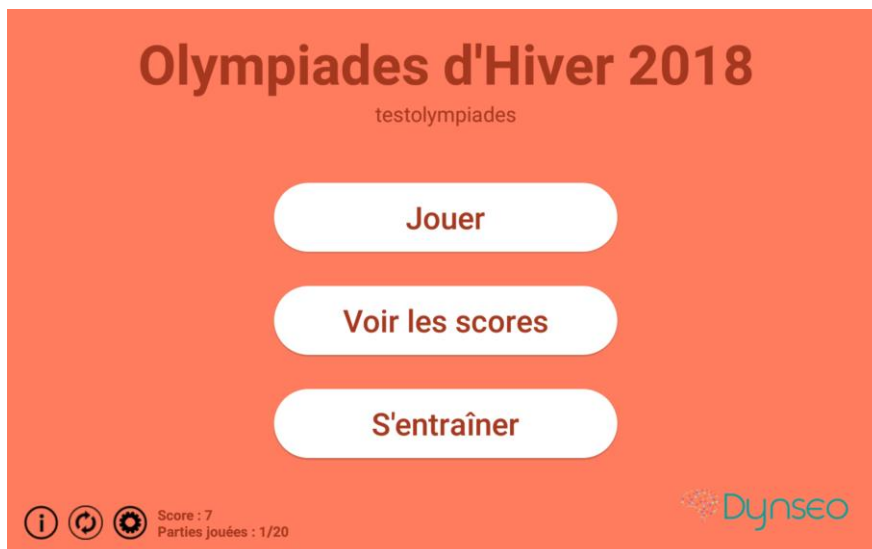 Olympiades d'Hiver 2018
testolympiades
Jouer
Voir les scores
S'entraîner
Score : 7
Parties jouées : 1/20
Dynseo